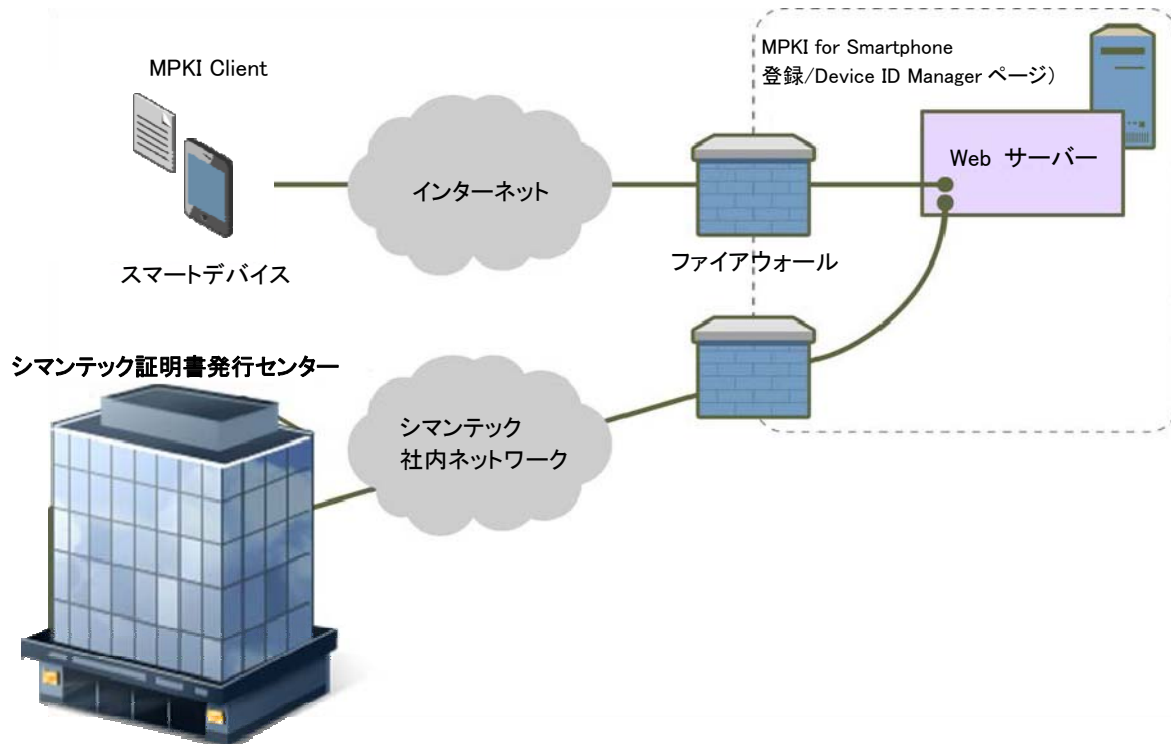 MPKI Client
MPKI for Smartphone
登録/Device ID Manager ページ)
Web サーバー
インターネット
スマートデバイス
ファイアウォール
シマンテック証明書発行センター
シマンテック
社内ネットワーク